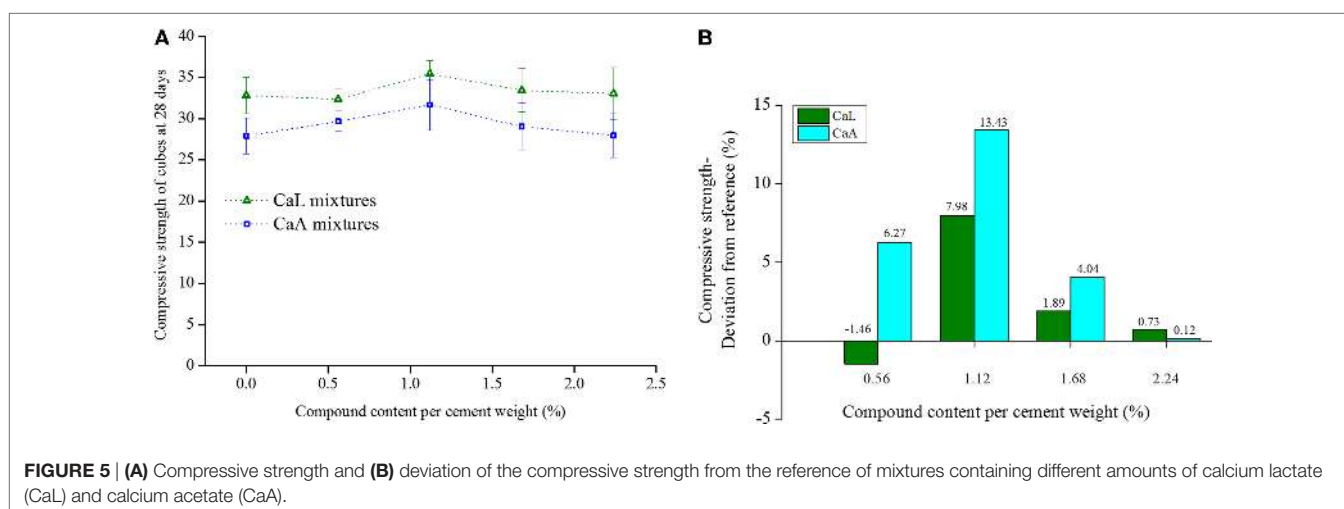 A
40
35
30
25
20
15
10
5
0
Compressive strength of cubes at 28 days
CaL mixtures
CaA mixtures
0.0 0.5 1.0 1.5 2.0 2.5
Compound content per cement weight (%)
B
15
10
5
0
-5
Compressive strength-
Deviation from reference (%)
CaL
CaA
-1.46 6.27 7.98 13.43 1.89 4.04 0.73 0.12
0.56 1.12 1.68 2.24
Compound content per cement weight (%)
FIGURE 5 | (A) Compressive strength and (B) deviation of the compressive strength from the reference of mixtures containing different amounts of calcium lactate
(CaL) and calcium acetate (CaA).